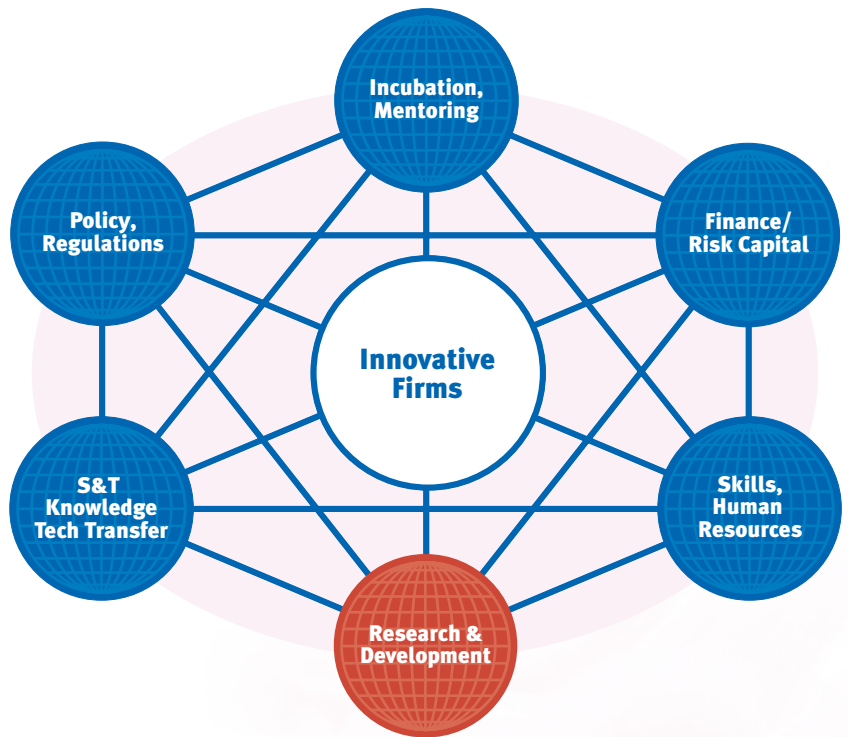 Incubation,
Mentoring
Policy,
Regulations
Finance/
Risk Capital
Innovative
Firms
S&T
Knowledge
Tech Transfer
Skills,
Human
Resources
Research &
Development